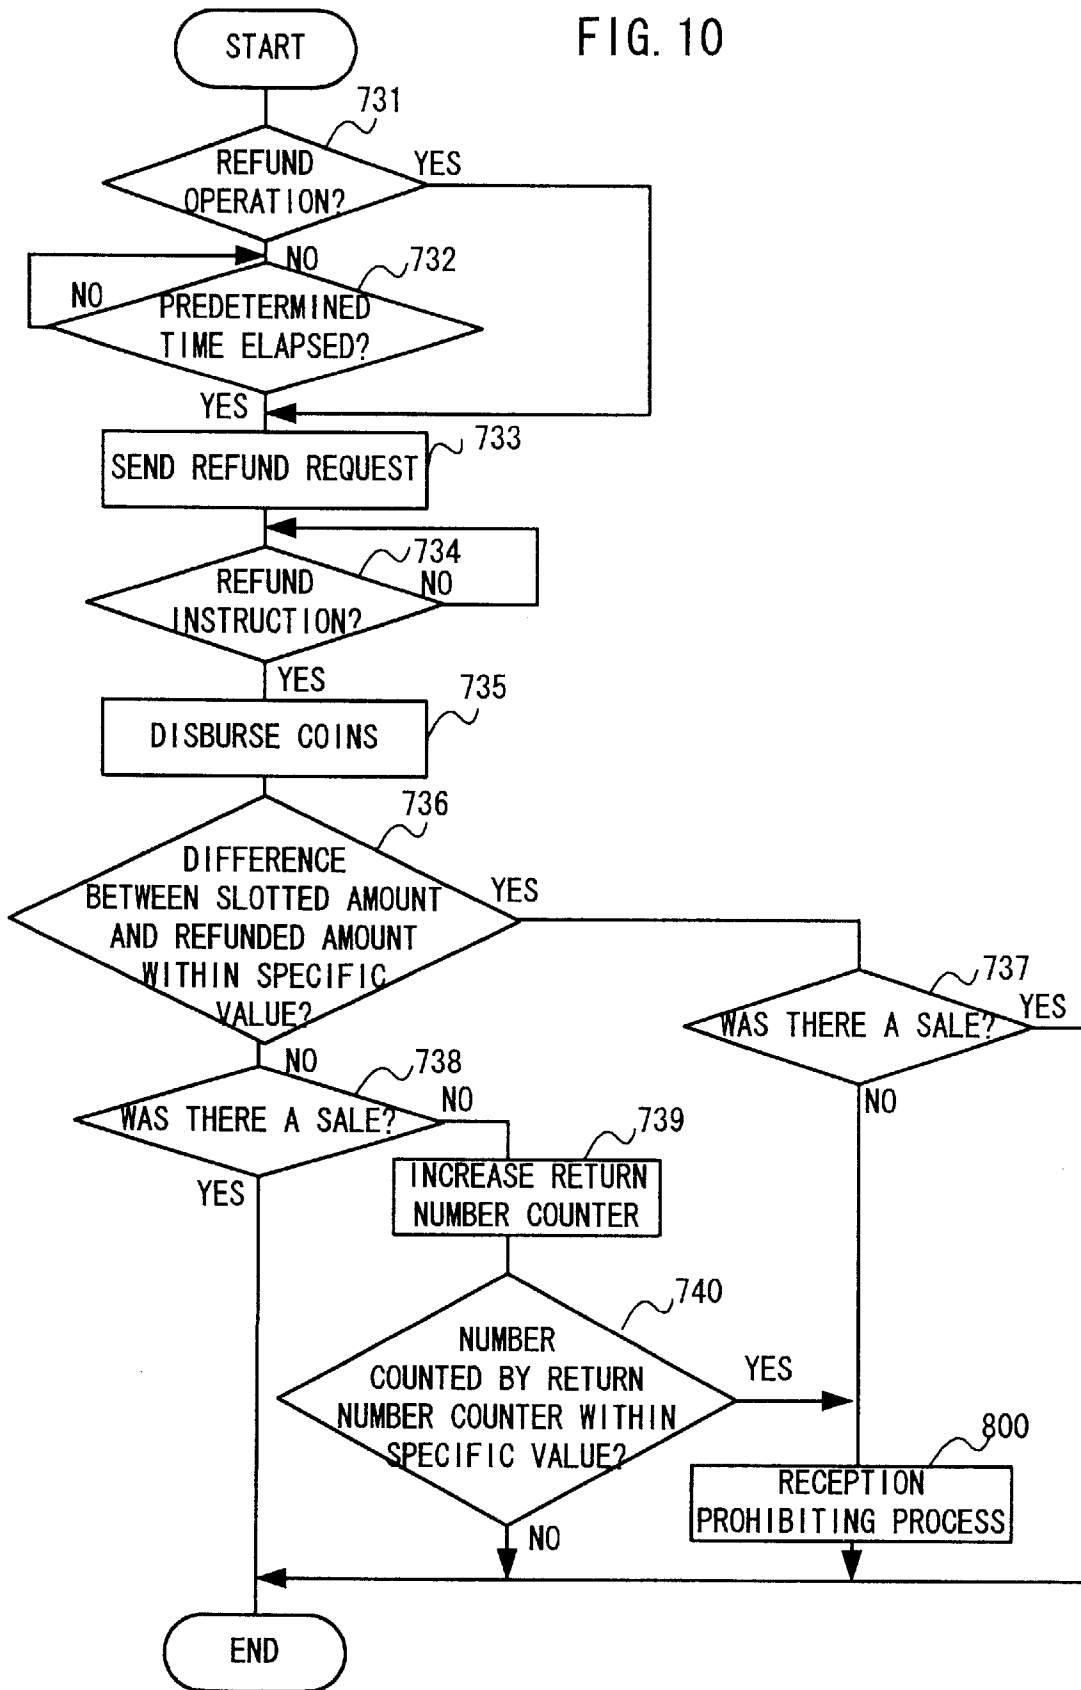 FIG. 10
START
731
REFUND
OPERATION?
YES
NO
732
NO
PREDETERMINED
TIME ELAPSED?
YES
733
SEND REFUND REQUEST
734
REFUND
INSTRUCTION?
NO
YES
735
DISBURSE COINS
736
DIFFERENCE
BETWEEN SLOTTED AMOUNT
AND REFUNDED AMOUNT
WITHIN SPECIFIC
VALUE?
YES
NO
737
WAS THERE A SALE?
YES
NO
738
WAS THERE A SALE?
NO
YES
739
INCREASE RETURN
NUMBER COUNTER
740
NUMBER
COUNTED BY RETURN
NUMBER COUNTER WITHIN
SPECIFIC VALUE?
YES
NO
800
RECEPTION
PROHIBITING PROCESS
END